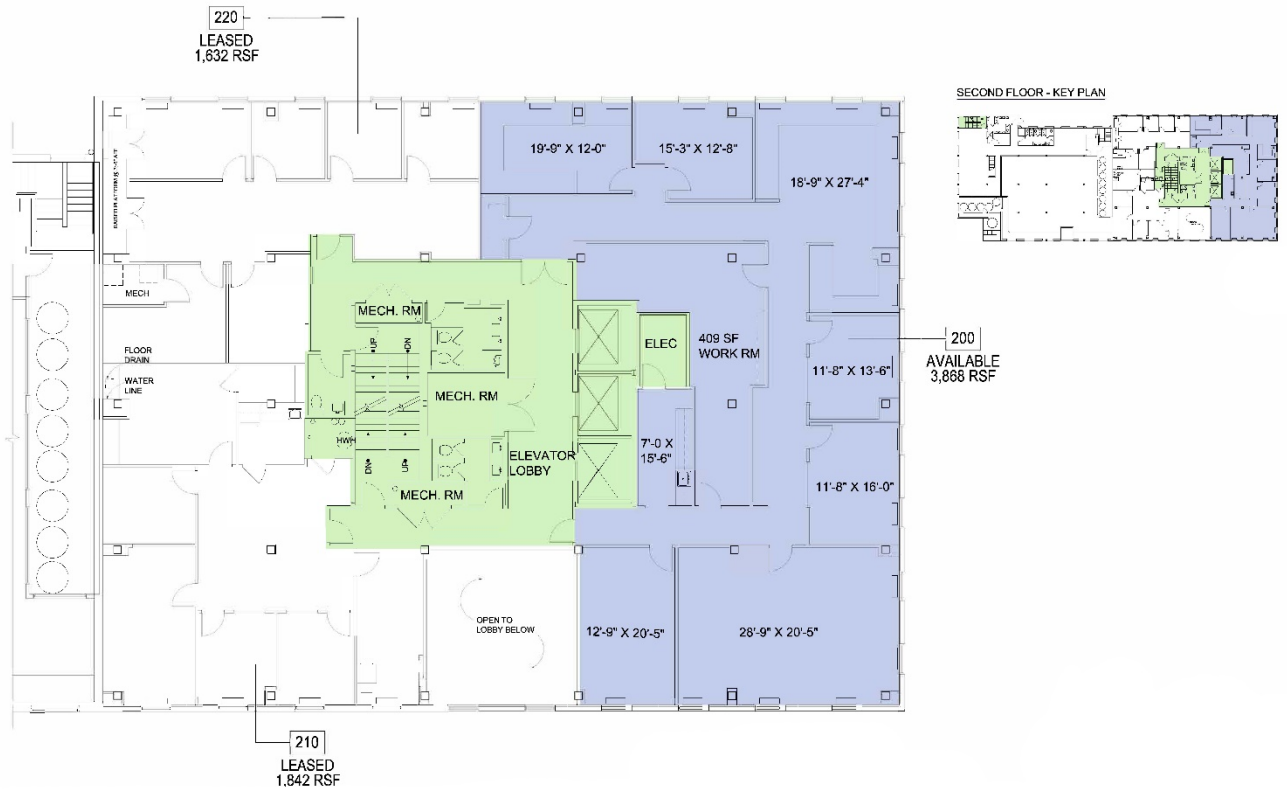 220
LEASED
1,632 RSF
SECOND FLOOR - KEY PLAN
19'-9" X 12'-0"
15'-3" X 12'-8"
18'-9" X 27'-4"
MECH
MECH. RM
UP
DN
ELEC
409 SF
WORK RM
200
AVAILABLE
3,868 RSF
FLOOR
DRAIN
WATER
LINE
11'-8" X 13'-6"
MECH. RM
HWH
7'-0 X
15'-6"
ELEVATOR
LOBBY
DN
UP
MECH. RM
11'-8" X 16'-0"
OPEN TO
LOBBY BELOW
12'-9" X 20'-5"
28'-9" X 20'-5"
210
LEASED
1,842 RSF